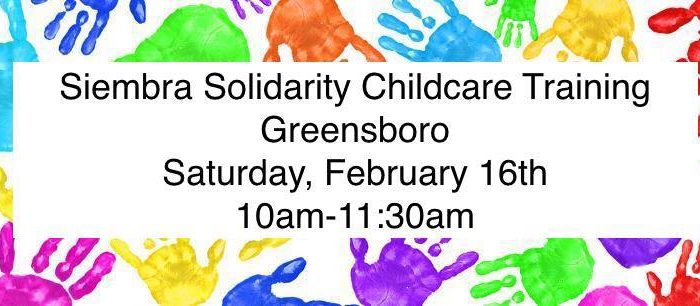 Siembra Solidarity Childcare Training
Greensboro
Saturday, February 16th
10am-11:30am